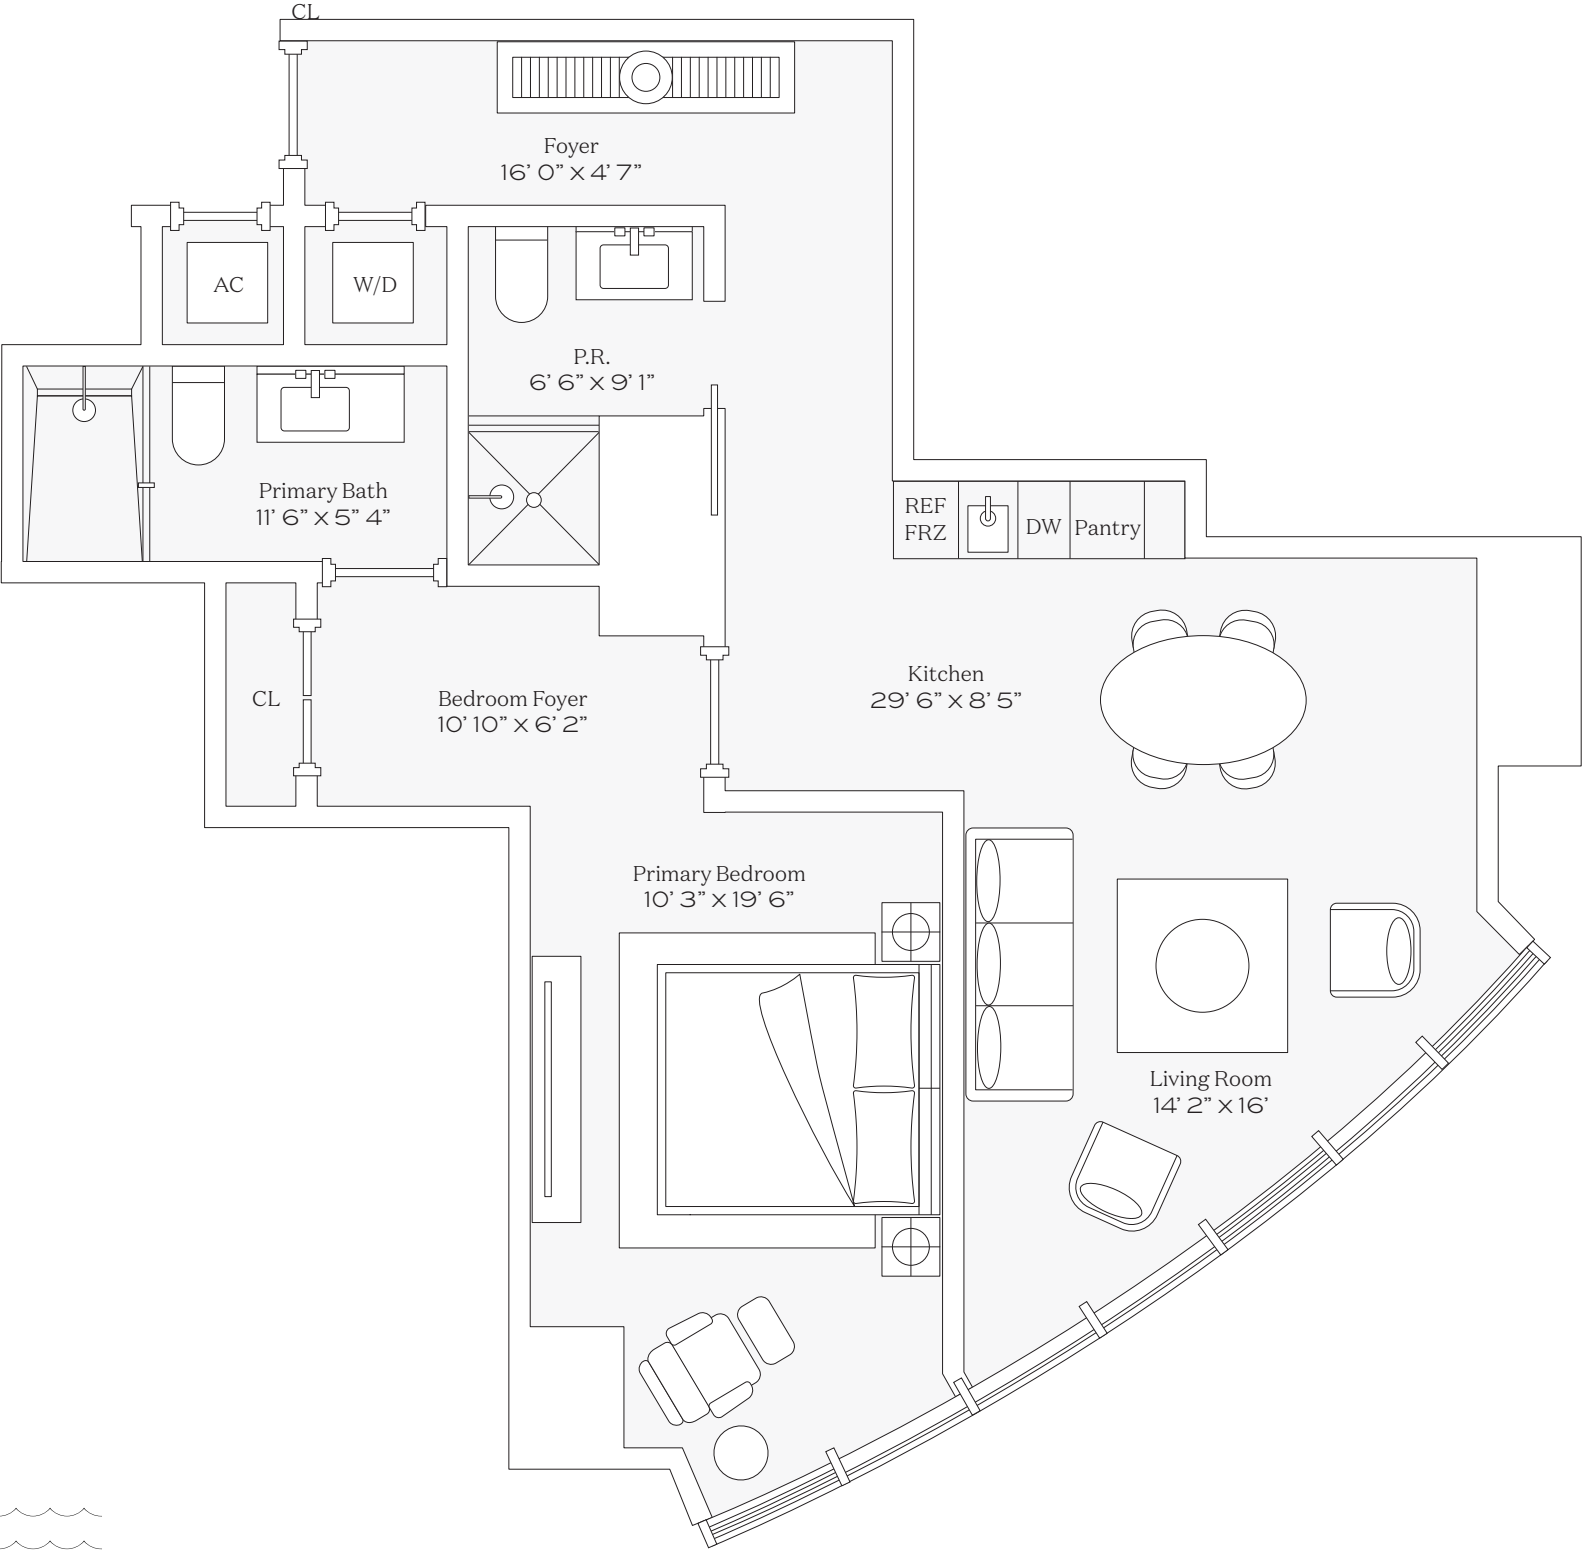 CL
Foyer
16’ 0” X 4’ 7”
AC
W/D
P.R.
6’ 6” X 9’ 1”
Primary Bath
11’ 6” X 5” 4”
REF
FRZ
DW
Pantry
CL
Bedroom Foyer
10’ 10” X 6’ 2”
Kitchen
29’ 6” X 8’ 5”
Primary Bedroom
10’ 3” X 19’ 6”
Living Room
14’ 2” X 16’